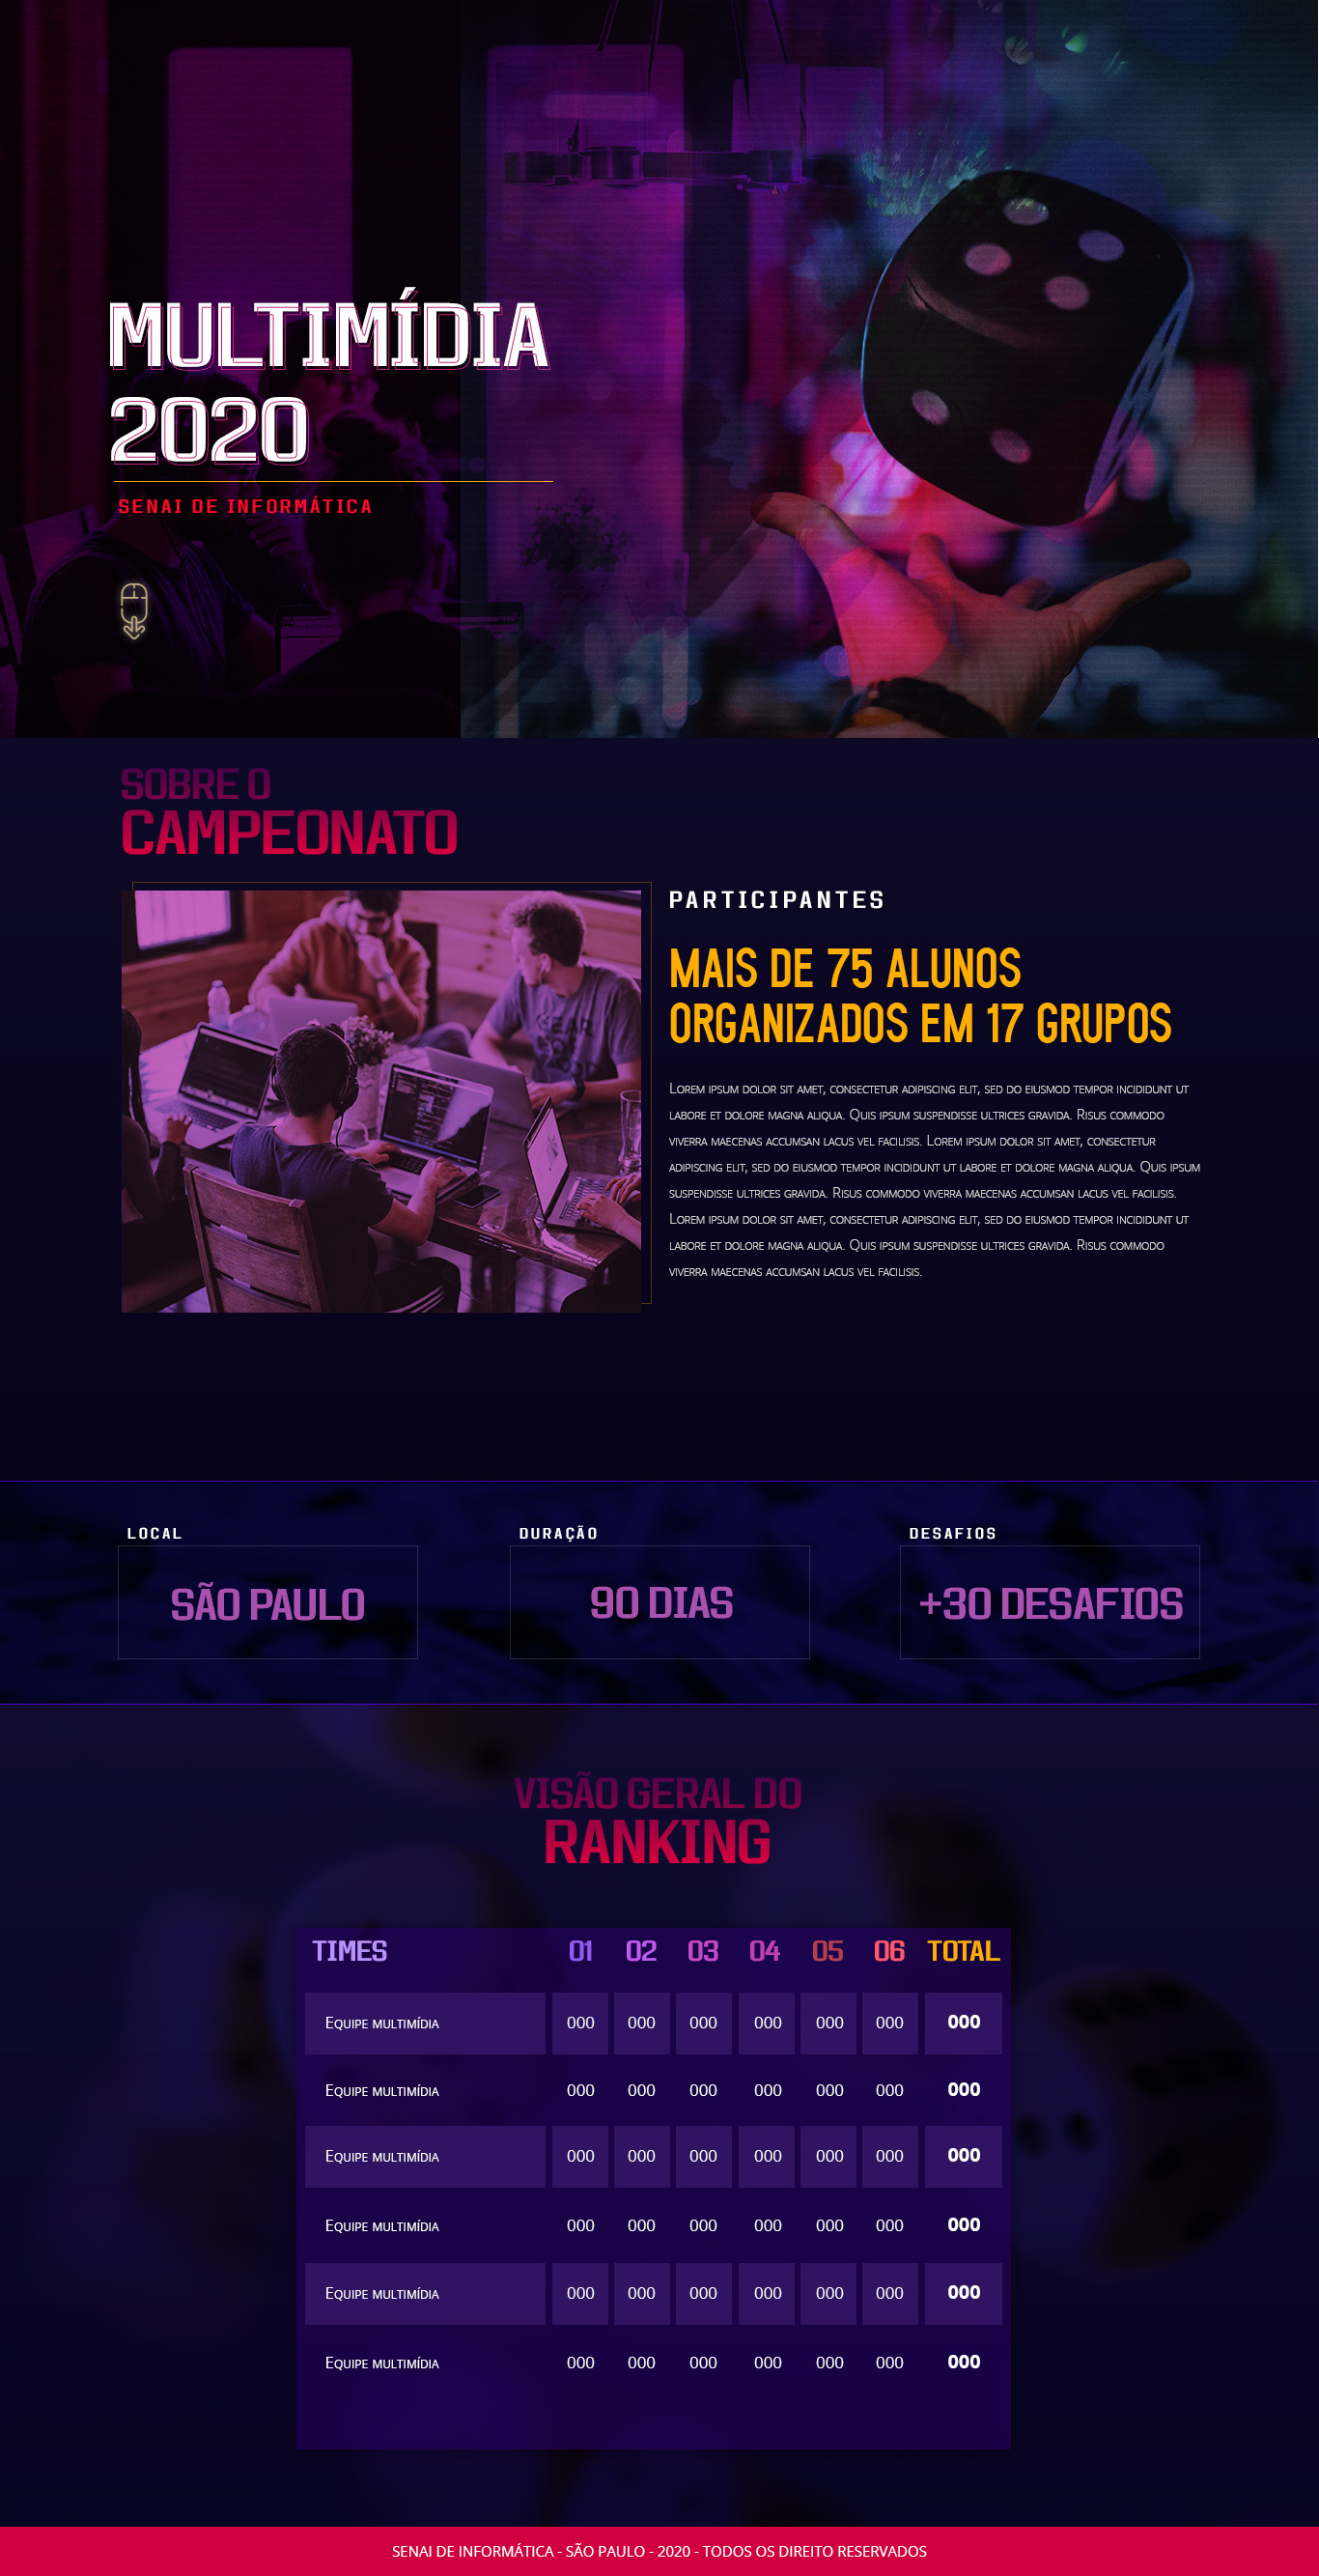 MULTIMÍDIA
2020
SENAI DE INFORMÁTICA
SOBRE O
CAMPEONATO
PARTICIPANTES
MAIS DE 75 ALUNOS
ORGANIZADOS EM 17 GRUPOS
Lorem ipsum dolor sit amet, consectetur adipiscing elit, sed do eiusmod tempor incididunt ut
labore et dolore magna aliqua. Quis ipsum suspendisse ultrices gravida. Risus commodo
viverra maecenas accumsan lacus vel facilisis. Lorem ipsum dolor sit amet, consectetur
adipiscing elit, sed do eiusmod tempor incididunt ut labore et dolore magna aliqua. Quis ipsum
suspendisse ultrices gravida. Risus commodo viverra maecenas accumsan lacus vel facilisis.
Lorem ipsum dolor sit amet, consectetur adipiscing elit, sed do eiusmod tempor incididunt ut
labore et dolore magna aliqua. Quis ipsum suspendisse ultrices gravida. Risus commodo
viverra maecenas accumsan lacus vel facilisis.
LOCAL
SÃO PAULO
DURAÇÃO
90 DIAS
DESAFIOS
+30 DESAFIOS
VISÃO GERAL DO
RANKING
TIMES 01 02 03 04 05 06 TOTAL
Equipe multimídia 000 000 000 000 000 000 000
Equipe multimídia 000 000 000 000 000 000 000
Equipe multimídia 000 000 000 000 000 000 000
Equipe multimídia 000 000 000 000 000 000 000
Equipe multimídia 000 000 000 000 000 000 000
Equipe multimídia 000 000 000 000 000 000 000
SENAI DE INFORMÁTICA - SÃO PAULO - 2020 - TODOS OS DIREITO RESERVADOS